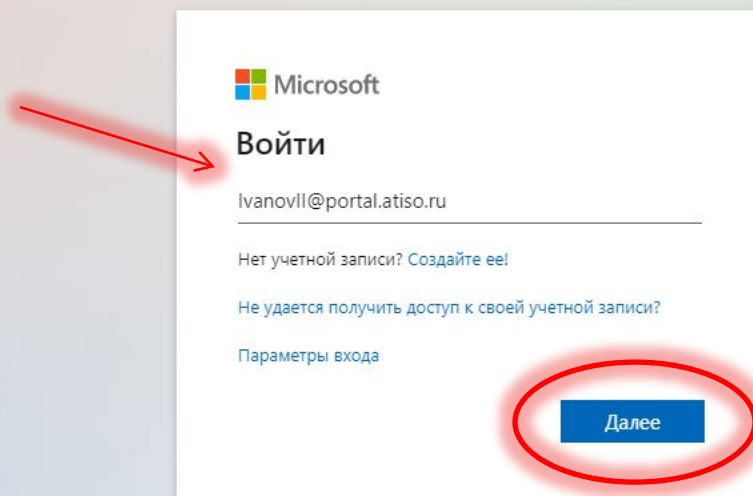 Microsoft
Войти
IvanovII@portal.atiso.ru
Нет учетной записи? Создайте ее!
Не удается получить доступ к своей учетной записи?
Параметры входа
Далее